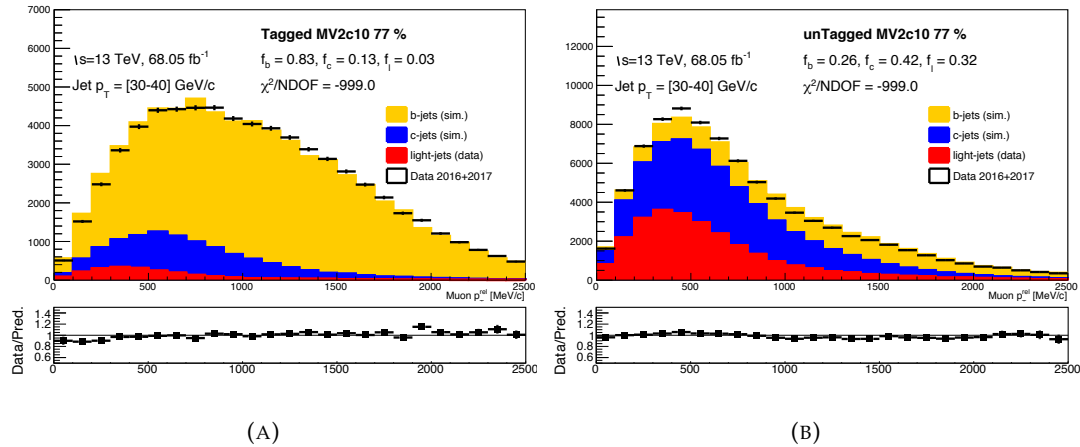 Tagged MV2c10 77 %
√s=13 TeV, 68.05 fb⁻¹
f_b = 0.83, f_c = 0.13, f_l = 0.03
Jet p_T = [30-40] GeV/c
χ²/NDOF = -999.0
b-jets (sim.)
c-jets (sim.)
light-jets (data)
Data 2016+2017
7000
6000
5000
4000
3000
2000
1000
0
0 500 1000 1500 2000 2500
Muon p_T^rel [MeV/c]
Data/Pred.
1.4
1.2
1
0.8
0.6
0 500 1000 1500 2000 2500
(A)
unTagged MV2c10 77 %
√s=13 TeV, 68.05 fb⁻¹
f_b = 0.26, f_c = 0.42, f_l = 0.32
Jet p_T = [30-40] GeV/c
χ²/NDOF = -999.0
b-jets (sim.)
c-jets (sim.)
light-jets (data)
Data 2016+2017
12000
10000
8000
6000
4000
2000
0
0 500 1000 1500 2000 2500
Muon p_T^rel [MeV/c]
Data/Pred.
1.4
1.2
1
0.8
0.6
0 500 1000 1500 2000 2500
(B)